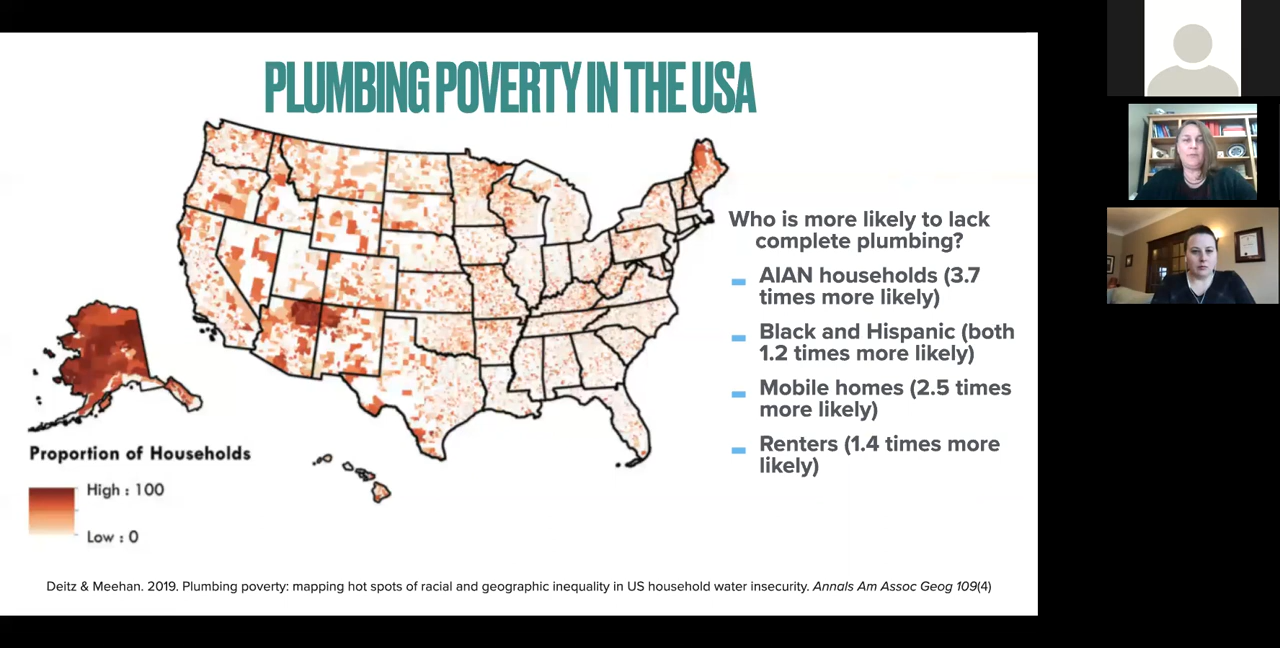 PLUMBING POVERTY IN THE USA
Who is more likely to lack
complete plumbing?
AIAN households (3.7
times more likely)
Black and Hispanic (both
1.2 times more likely)
Mobile homes (2.5 times
more likely)
Renters (1.4 times more
likely)
Proportion of Households
High : 100
Low : 0
Deitz & Meehan. 2019. Plumbing poverty: mapping hot spots of racial and geographic inequality in US household water insecurity. Annals Am Assoc Geog 109(4)